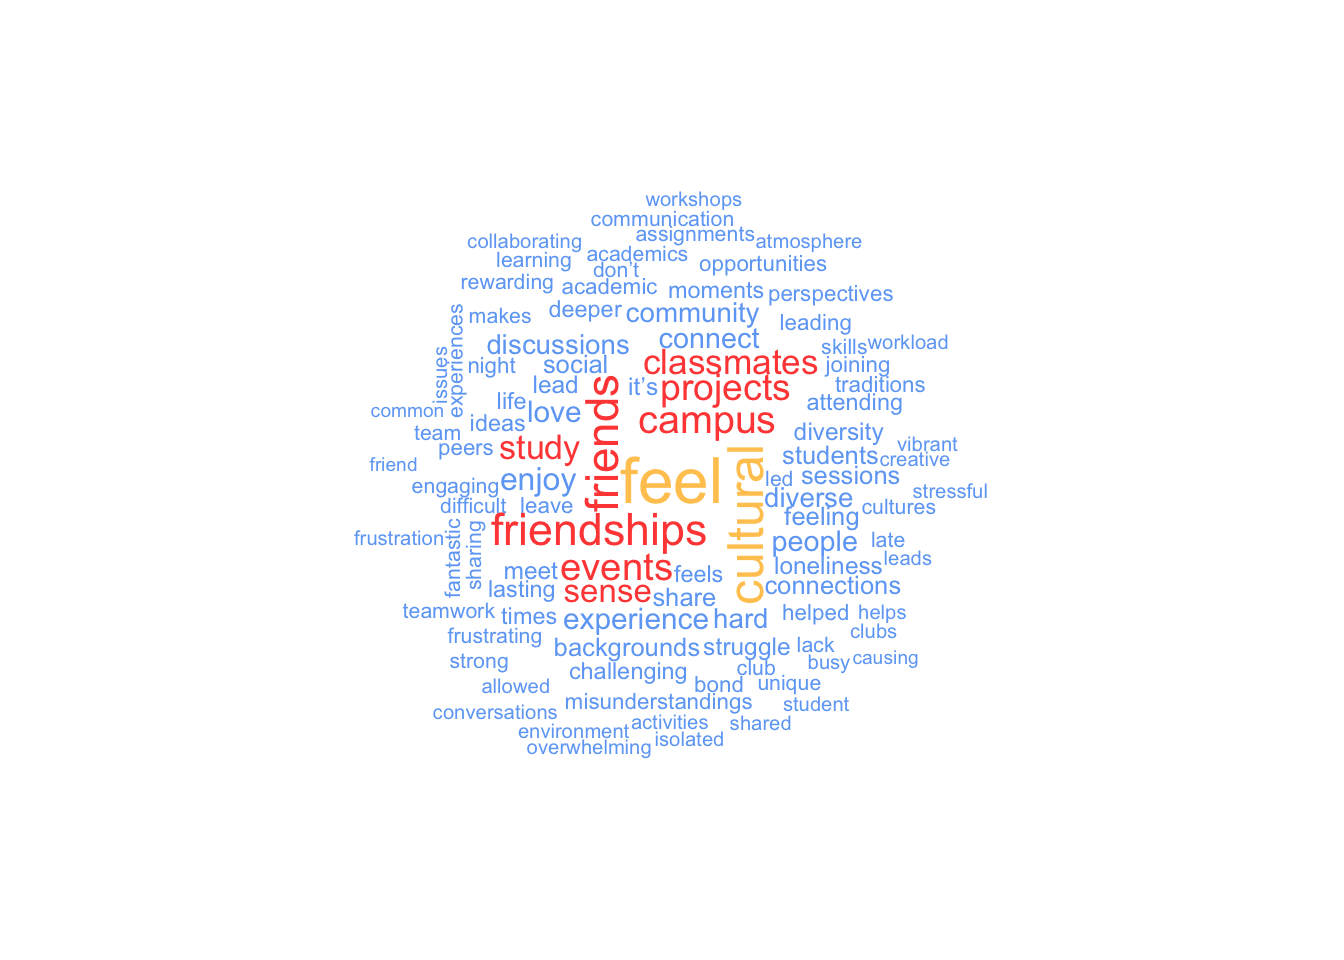 workshops
communication
assignments
collaborating
atmosphere
academics
learning
don't
opportunities
rewarding
academic
moments
perspectives
experiences
makes
deeper
community
leading
discussions
connect
skills
workload
issues
night
social
classmates
joining
lead
it's
projects
traditions
common
life
love
friends
campus
attending
team
ideas
diversity
peers
study
vibrant
friend
students
creative
engaging
enjoy
feel
cultural
led
sessions
stressful
difficult
leave
diverse
cultures
frustration
fantastic
sharing
friendships
feeling
people
late
meet
events
feels
loneliness
leads
lasting
sense
share
connections
teamwork
times
experience
hard
helped
helps
frustrating
backgrounds
struggle
lack
clubs
strong
challenging
club
busy
causing
allowed
bond
unique
conversations
misunderstandings
student
environment
activities
shared
overwhelming
isolated